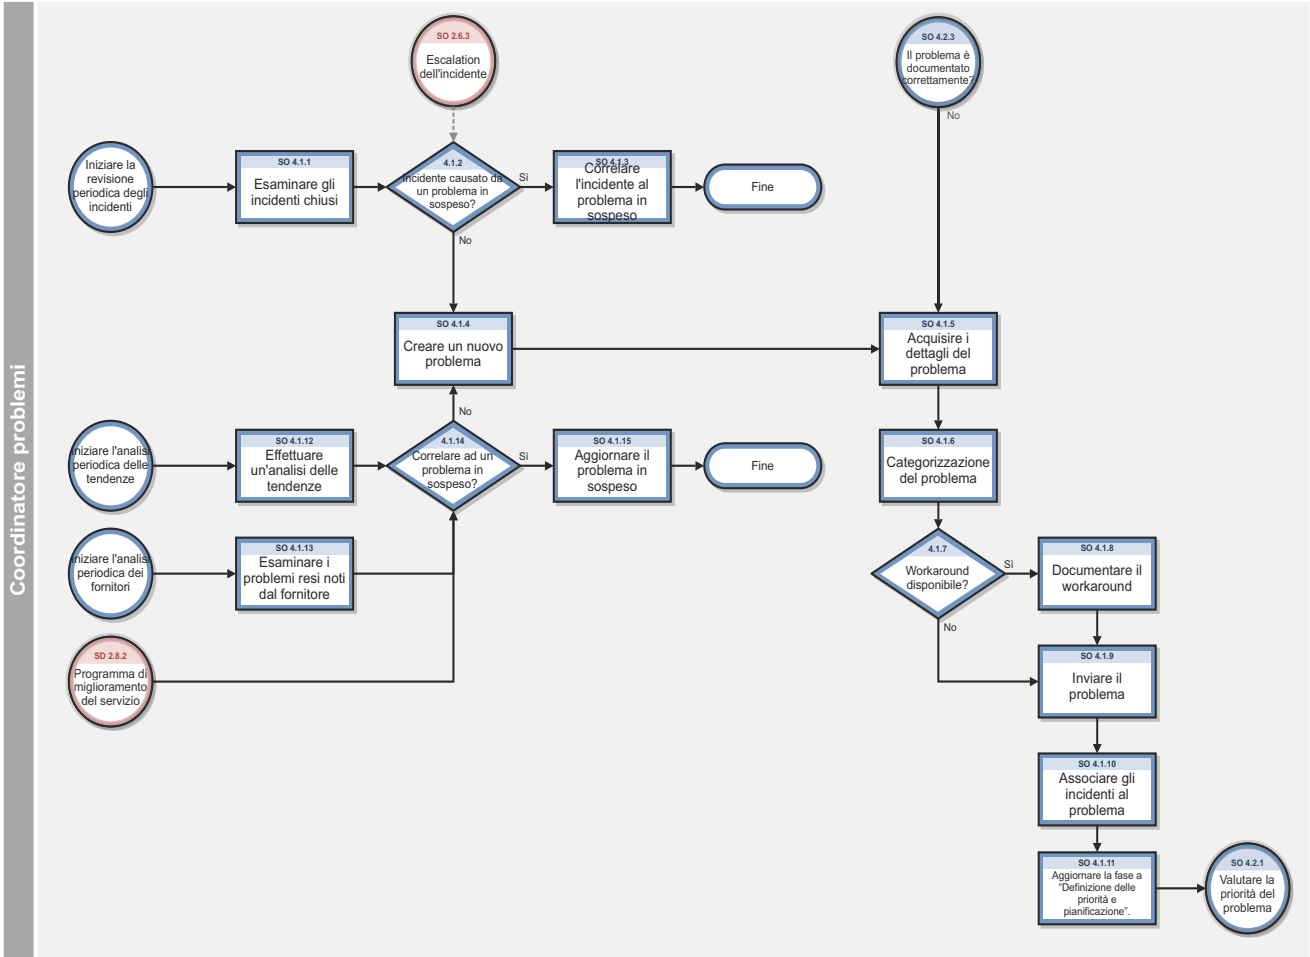 Coordinatore problemi
SO 2.6.3
Escalation
dell'incidente
SO 4.2.3
Il problema è
documentato
correttamente?
No
Iniziare la
revisione
periodica degli
incidenti
SO 4.1.1
Esaminare gli
incidenti chiusi
4.1.2
Incidente causato da
un problema in
sospeso?
Sì
No
SO 4.1.3
Correlare
l'incidente al
problema in
sospeso
Fine
SO 4.1.4
Creare un nuovo
problema
SO 4.1.5
Acquisire i
dettagli del
problema
No
Iniziare l'analisi
periodica delle
tendenze
SO 4.1.12
Effettuare
un'analisi delle
tendenze
4.1.14
Correlare ad un
problema in
sospeso?
Sì
SO 4.1.15
Aggiornare il
problema in
sospeso
Fine
SO 4.1.6
Categorizzazione
del problema
Iniziare l'analisi
periodica dei
fornitori
SO 4.1.13
Esaminare i
problemi resi noti
dal fornitore
4.1.7
Workaround
disponibile?
Sì
No
SO 4.1.8
Documentare il
workaround
SD 2.8.2
Programma di
miglioramento
del servizio
SO 4.1.9
Inviare il
problema
SO 4.1.10
Associare gli
incidenti al
problema
SO 4.1.11
Aggiornare la fase a
“Definizione delle
priorità e
pianificazione”.
SO 4.2.1
Valutare la
priorità del
problema